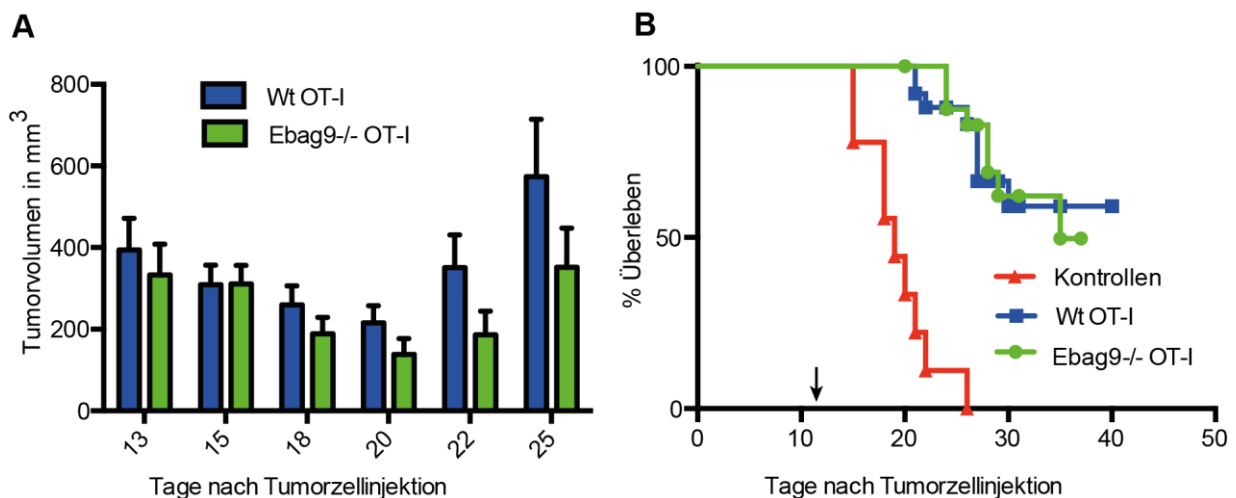 A
800
600
400
200
0
Tumorvolumen in mm3
Wt OT-I
Ebag9-/- OT-I
13 15 18 20 22 25
Tage nach Tumorzellinjektion
B
100
50
0
% Überleben
Kontrollen
Wt OT-I
Ebag9-/- OT-I
0 10 20 30 40 50
Tage nach Tumorzellinjektion